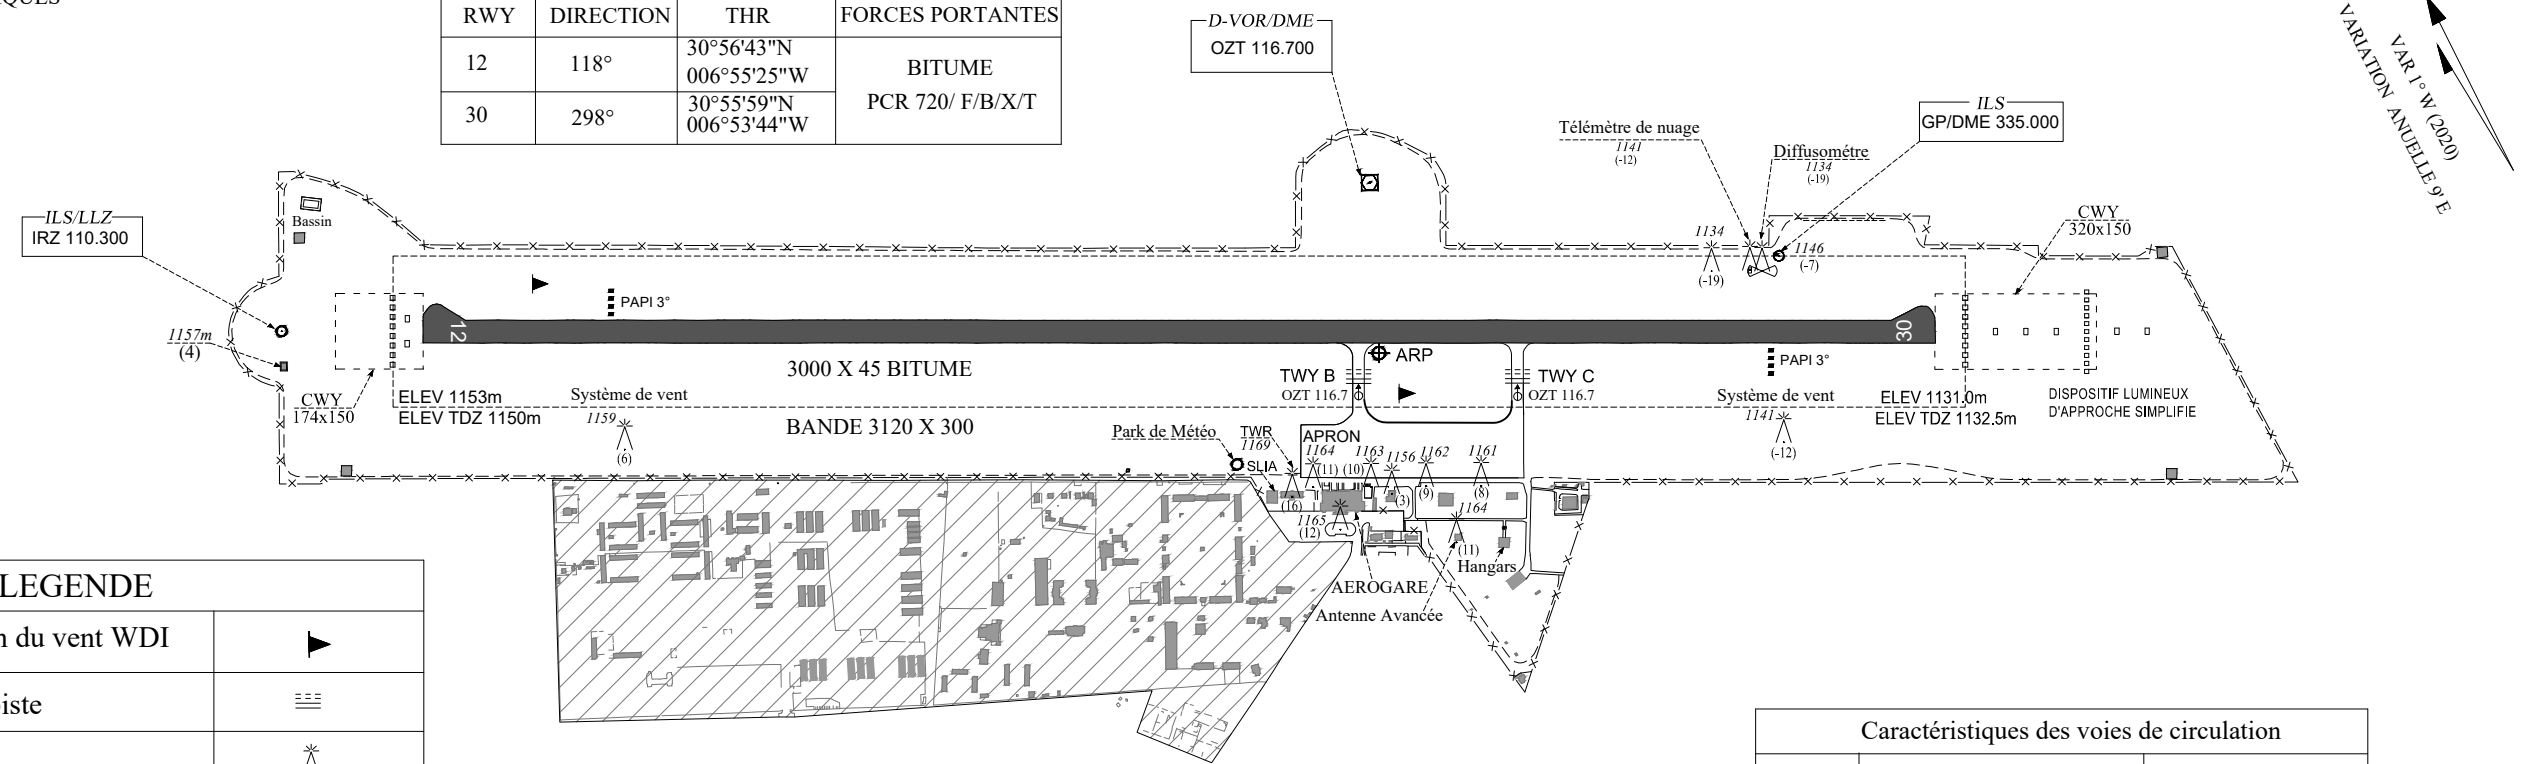 RWY DIRECTION THR FORCES PORTANTES
12 118° 30°56'43"N 006°55'25"W
30 298° 30°55'59"N 006°53'44"W
BITUME
PCR 720/ F/B/X/T
D-VOR/DME
OZT 116.700
ILS
GP/DME 335.000
VAR 1° W (2020)
VARIATION ANUELLE 9' E
Télémètre de nuage
1141
(-12)
Diffusométre
1134
(-19)
ILS/LLZ
IRZ 110.300
Bassin
CWY
320x150
1134
(-19)
1146
(-7)
1157m
(4)
PAPI 3°
12
30
ARP
PAPI 3°
3000 X 45 BITUME
CWY
174x150
ELEV 1153m
ELEV TDZ 1150m
Système de vent
1159
(6)
BANDE 3120 X 300
TWY B
OZT 116.7
TWY C
OZT 116.7
Système de vent
1141
(-12)
ELEV 1131.0m
ELEV TDZ 1132.5m
DISPOSITIF LUMINEUX
D'APPROCHE SIMPLIFIE
Park de Météo
TWR
1169
(16)
SLIA
APRON
1164
(11)
1163
(10)
1156
(3)
1162
(9)
1161
(8)
1165
(12)
1164
(11)
Hangars
AEROGARE
Antenne Avancée
LEGENDE
du vent WDI
Caractéristiques des voies de circulation